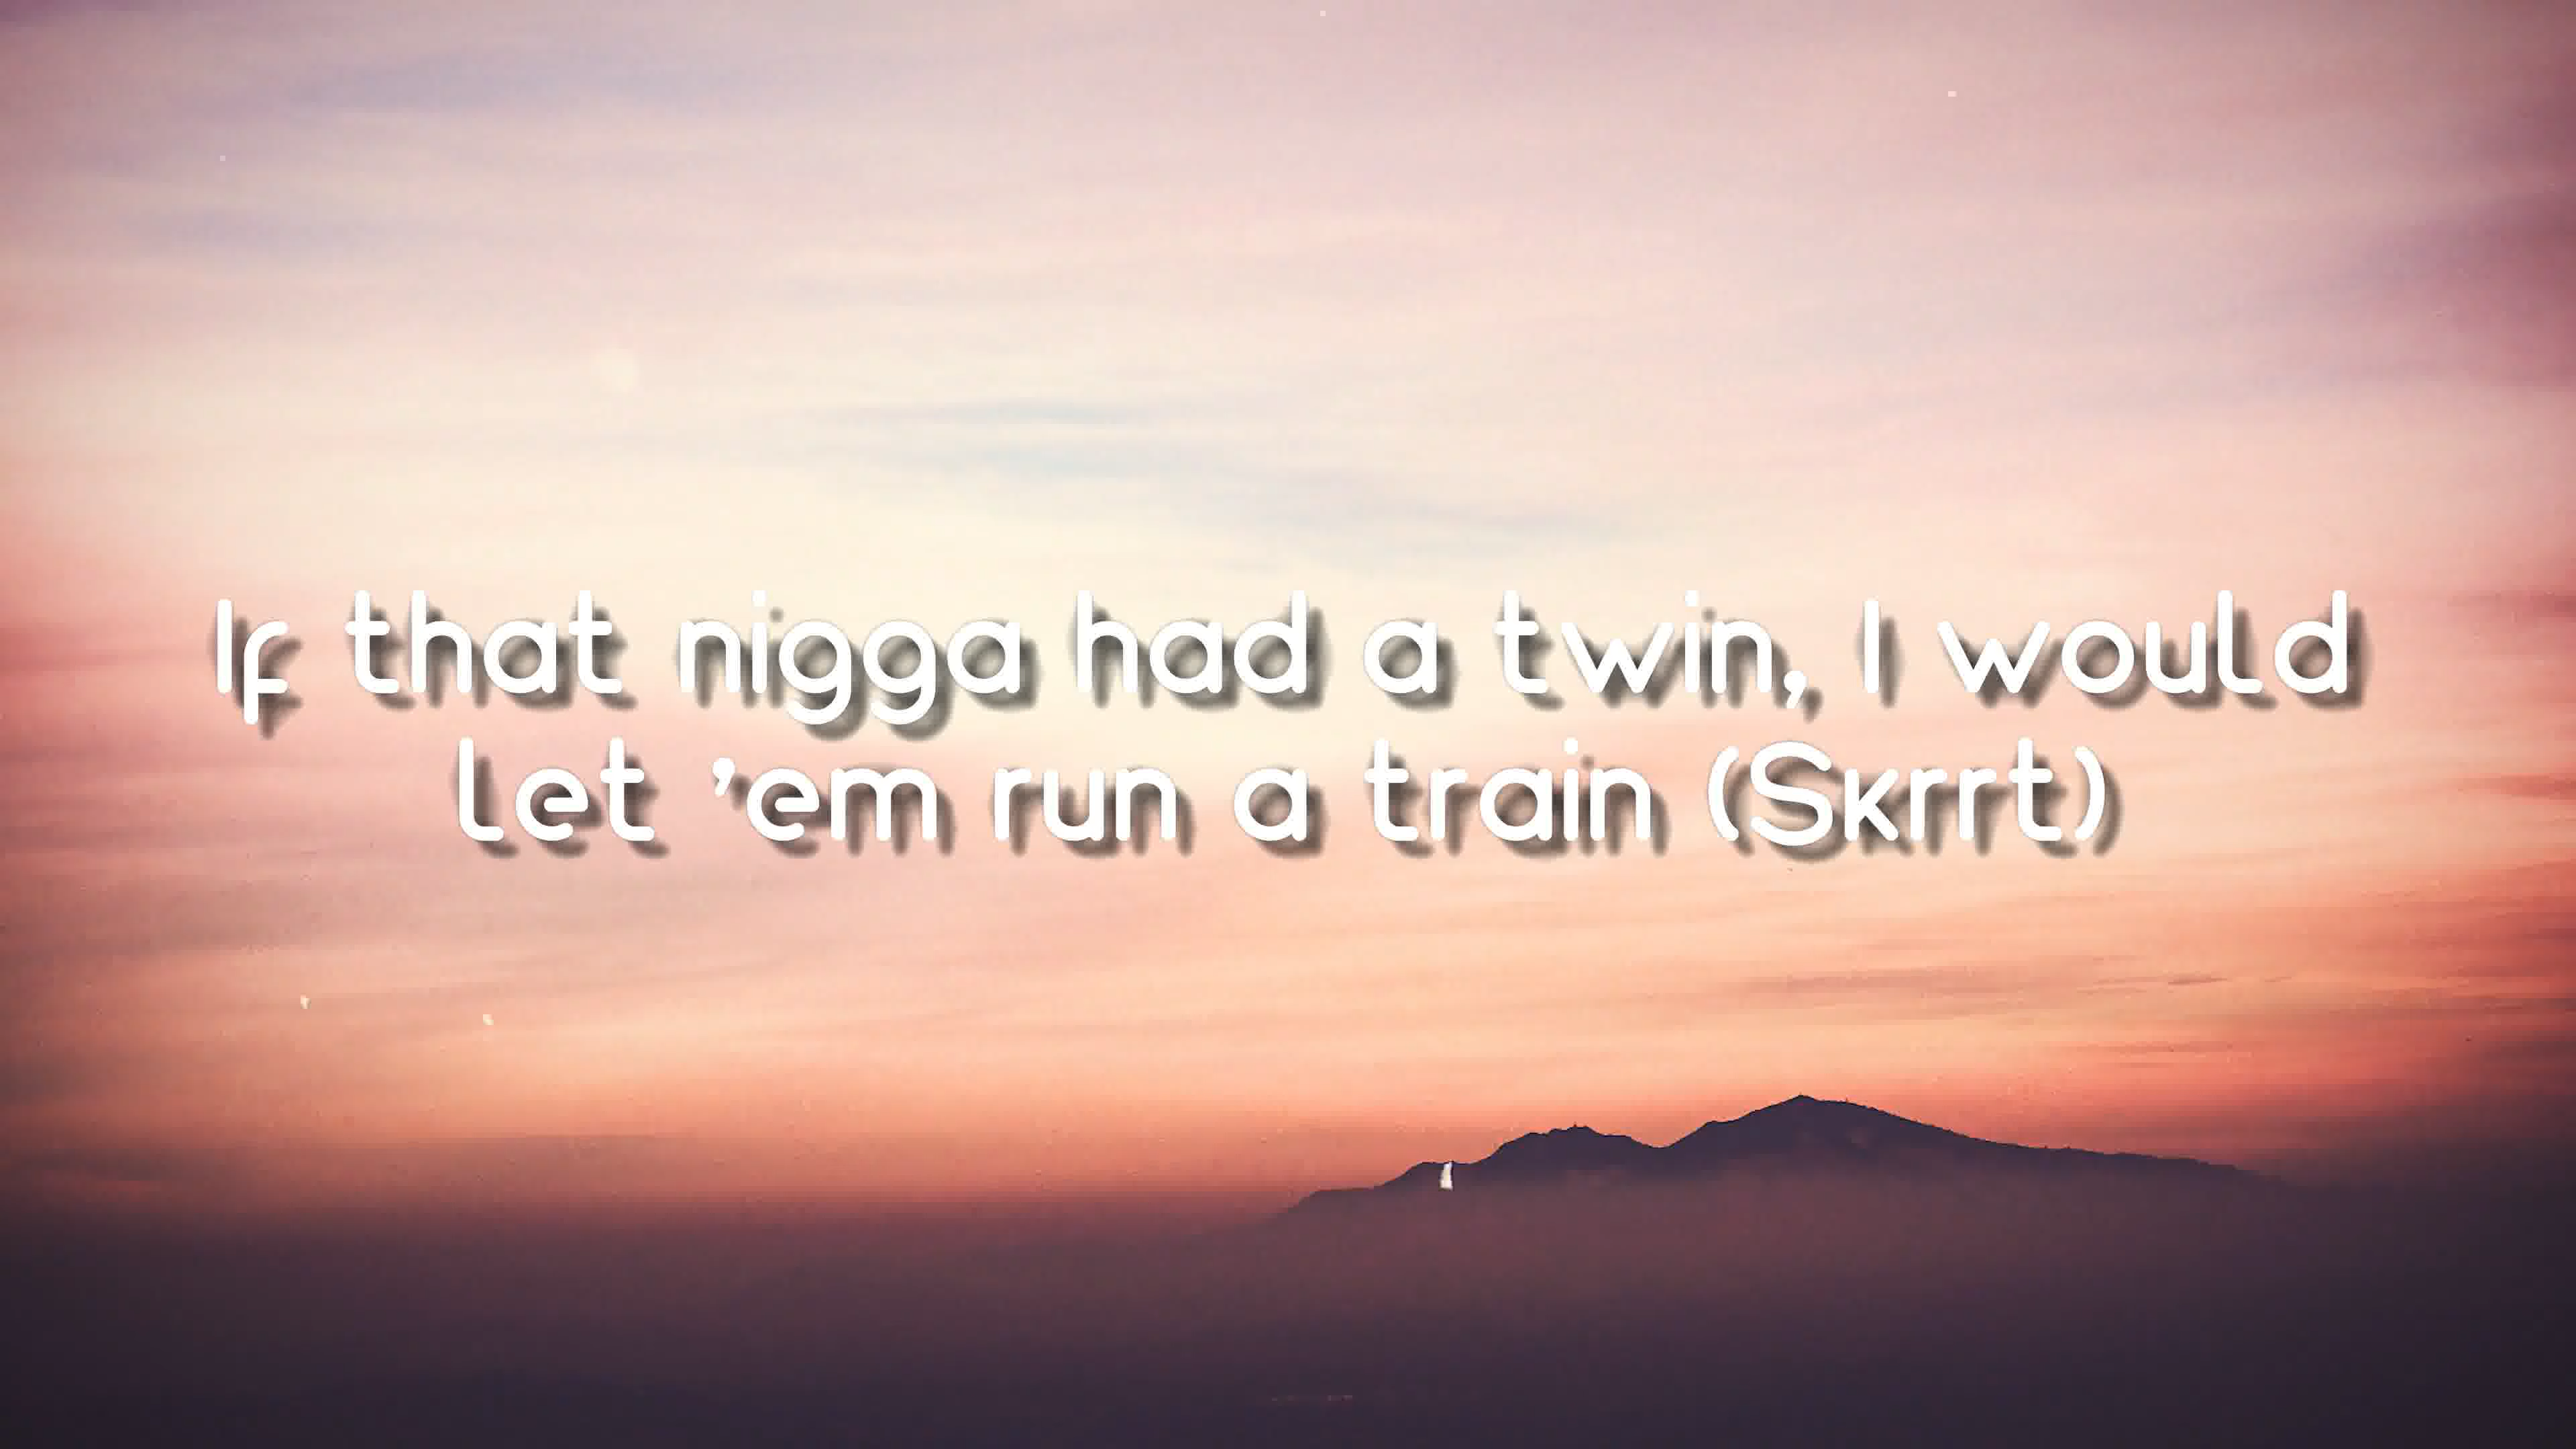 If that nigga had a twin, I would
let 'em run a train (Skrrt)